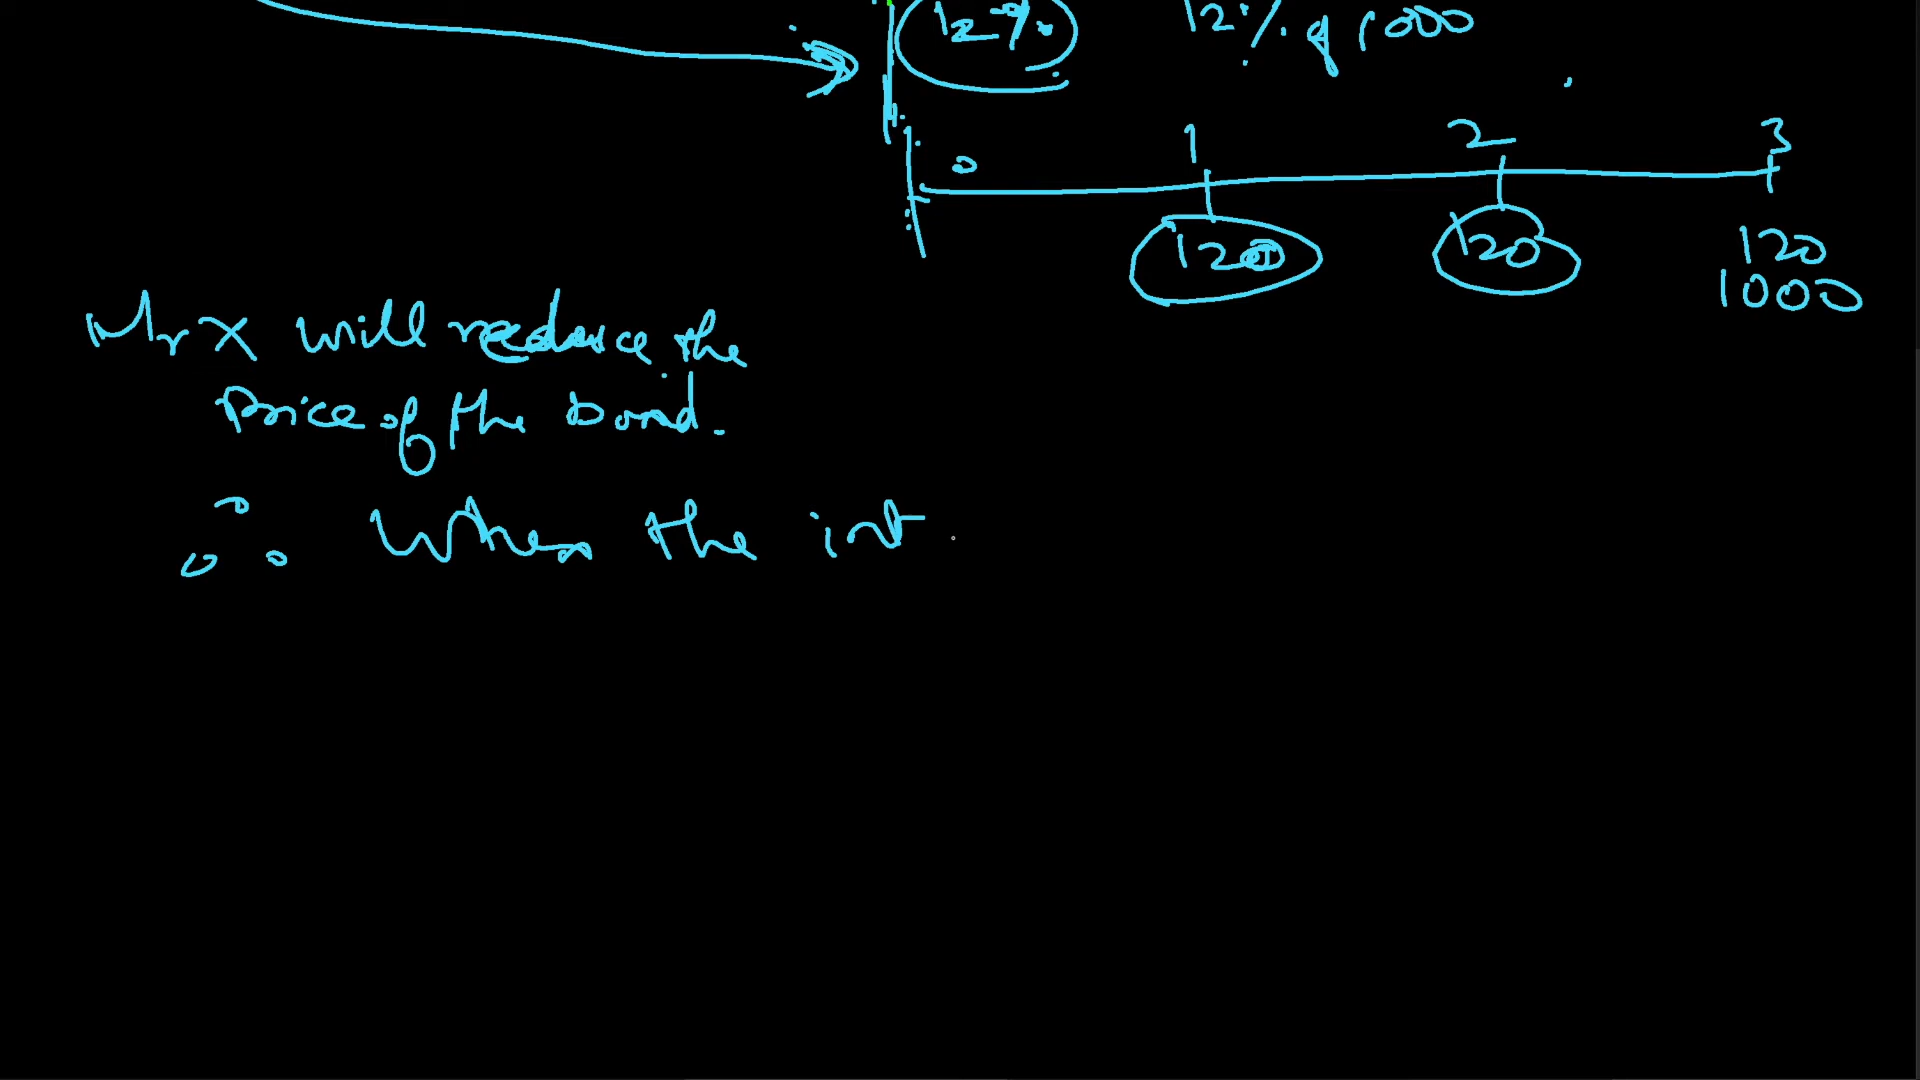 12% 12% of 1000
0 1 2 3
120 120 120
1000
Mr X will reduce the
Price of the bond.
∴ When the int